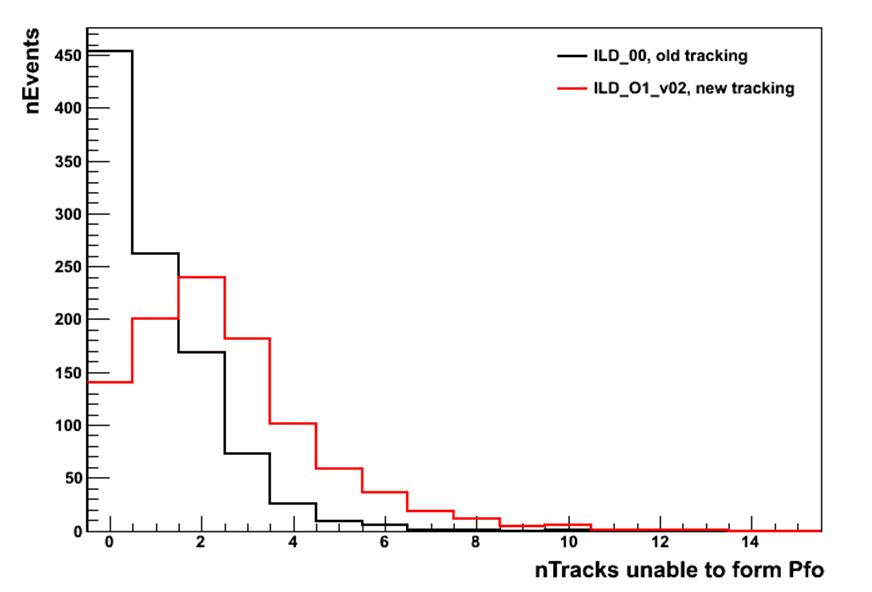 nEvents
450
400
350
300
250
200
150
100
50
0
ILD_00, old tracking
ILD_O1_v02, new tracking
0 2 4 6 8 10 12 14
nTracks unable to form Pfo